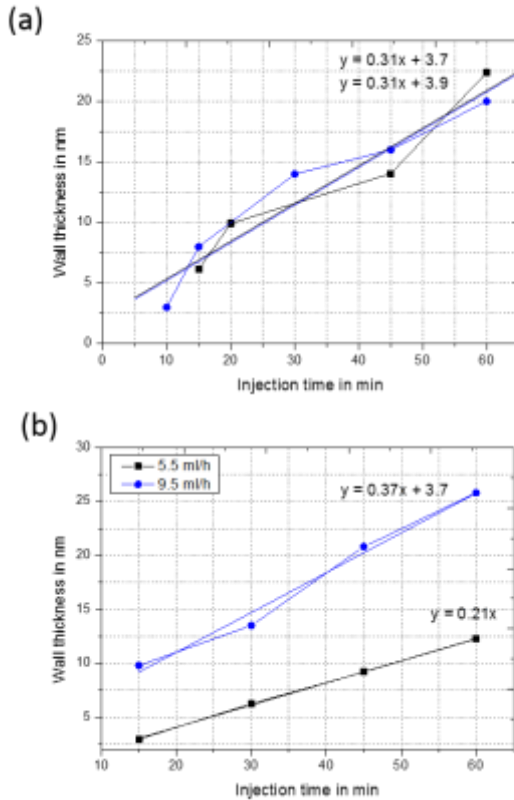 (a)
25
20
15
10
5
0
y = 0.31x + 3.7
y = 0.31x + 3.9
Wall thickness in nm
0
10
20
30
40
50
60
Injection time in min
(b)
30
25
20
15
10
5
5.5 ml/h
9.5 ml/h
y = 0.37x + 3.7
y = 0.21x
Wall thickness in nm
10
20
30
40
50
60
Injection time in min